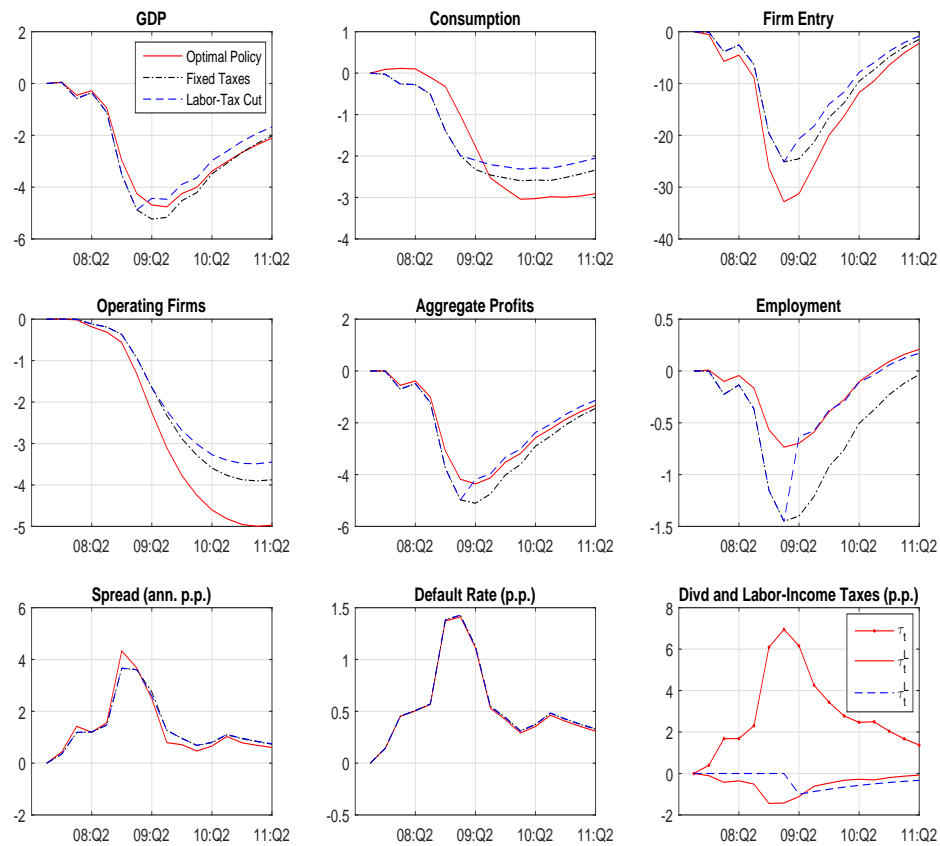 GDP
2
0
-2
-4
-6
08:Q2 09:Q2 10:Q2 11:Q2
Optimal Policy
Fixed Taxes
Labor-Tax Cut
Consumption
1
0
-1
-2
-3
-4
08:Q2 09:Q2 10:Q2 11:Q2
Firm Entry
0
-10
-20
-30
-40
08:Q2 09:Q2 10:Q2 11:Q2
Operating Firms
0
-1
-2
-3
-4
-5
08:Q2 09:Q2 10:Q2 11:Q2
Aggregate Profits
2
0
-2
-4
-6
08:Q2 09:Q2 10:Q2 11:Q2
Employment
0.5
0
-0.5
-1
-1.5
08:Q2 09:Q2 10:Q2 11:Q2
Spread (ann. p.p.)
6
4
2
0
-2
08:Q2 09:Q2 10:Q2 11:Q2
Default Rate (p.p.)
1.5
1
0.5
0
-0.5
08:Q2 09:Q2 10:Q2 11:Q2
Divd and Labor-Income Taxes (p.p.)
8
6
4
2
0
-2
08:Q2 09:Q2 10:Q2 11:Q2
τ_t
τ_t^L
τ_t^L